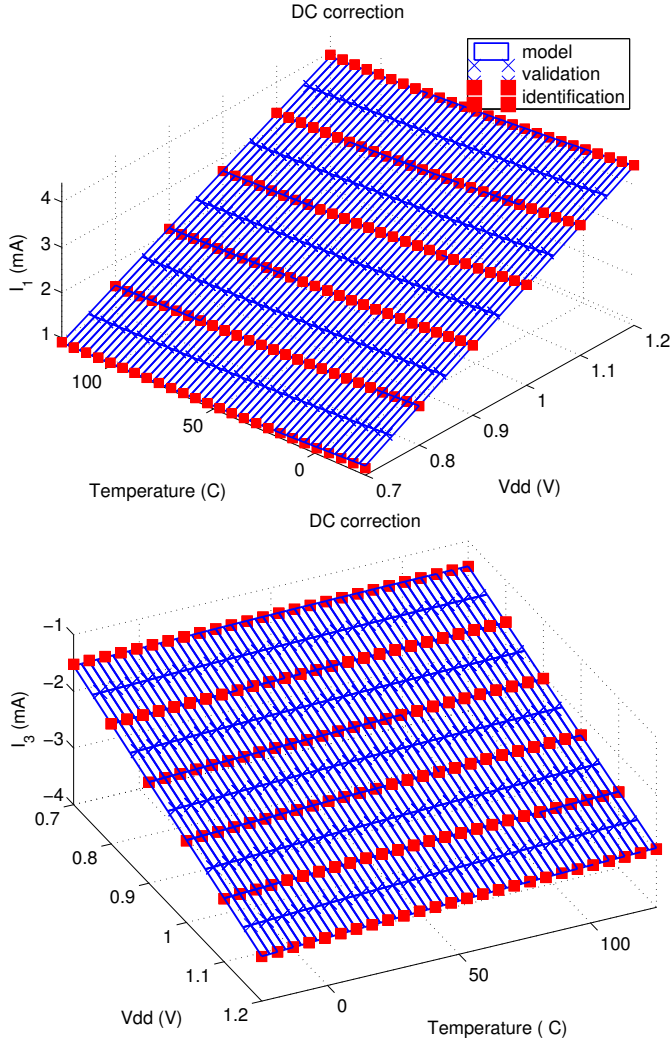 DC correction
model
validation
identification
4
3
2
1
I_1 (mA)
100
50
0
Temperature (C)
0.7
0.8
0.9
1
1.1
1.2
Vdd (V)
DC correction
−1
−2
−3
−4
I_3 (mA)
0.7
0.8
0.9
1
1.1
1.2
Vdd (V)
0
50
100
Temperature ( C)